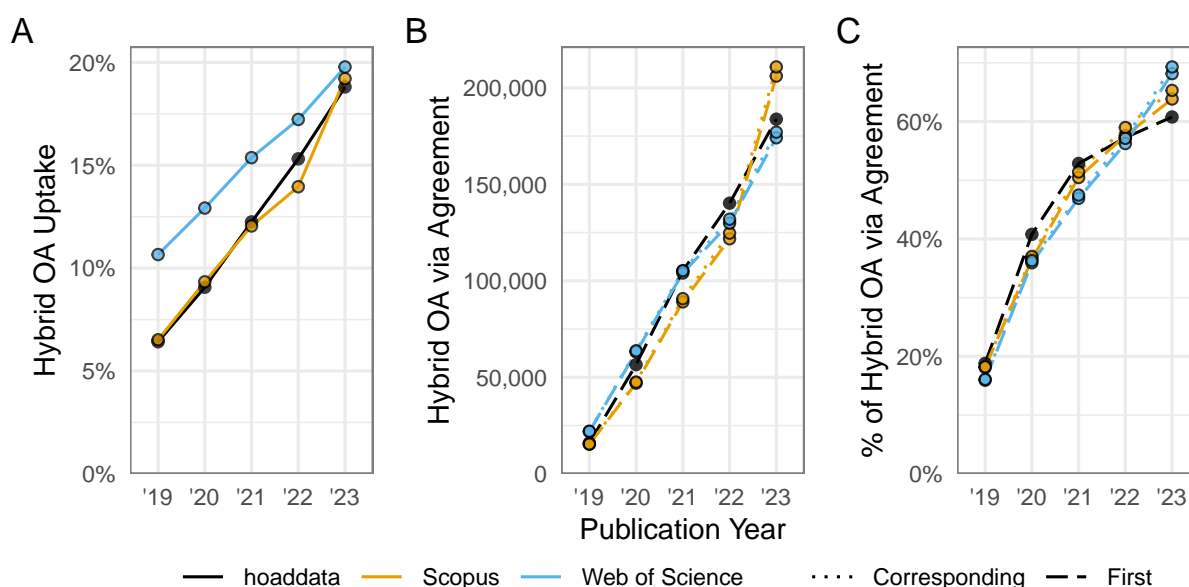 A
Hybrid OA Uptake
20%
15%
10%
5%
0%
'19 '20 '21 '22 '23
B
Hybrid OA via Agreement
200,000
150,000
100,000
50,000
0
'19 '20 '21 '22 '23
Publication Year
C
% of Hybrid OA via Agreement
60%
40%
20%
0%
'19 '20 '21 '22 '23
hoaddata Scopus Web of Science Corresponding First